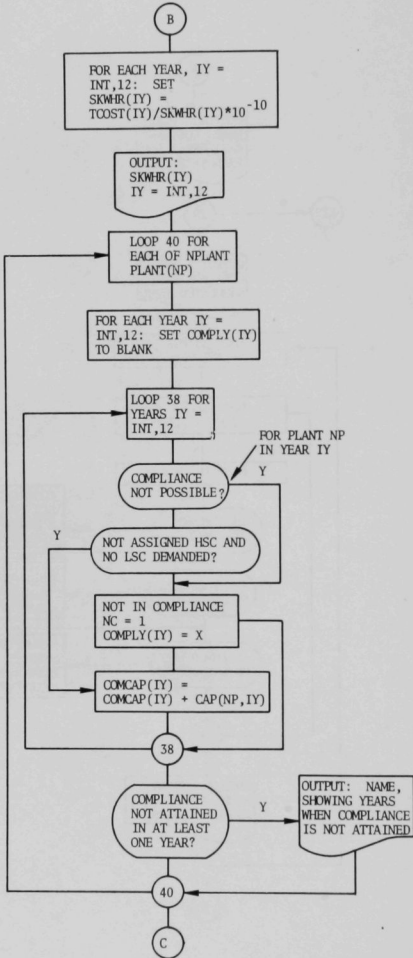 B
FOR EACH YEAR, IY =
INT,12: SET
SKWHR(IY) =
TCOST(IY)/SKWHR(IY)*10-10
OUTPUT:
SKWHR(IY)
IY = INT,12
LOOP 40 FOR
EACH OF NPLANT
PLANT(NP)
FOR EACH YEAR IY =
INT,12: SET COMPLY(IY)
TO BLANK
LOOP 38 FOR
YEARS IY =
INT,12
FOR PLANT NP
IN YEAR IY
COMPLIANCE
NOT POSSIBLE?
Y
Y
NOT ASSIGNED HSC AND
NO LSC DEMANDED?
NOT IN COMPLIANCE
NC = 1
COMPLY(IY) = X
COMCAP(IY) =
COMCAP(IY) + CAP(NP,IY)
38
COMPLIANCE
NOT ATTAINED
IN AT LEAST
ONE YEAR?
Y
OUTPUT: NAME,
SHOWING YEARS
WHEN COMPLIANCE
IS NOT ATTAINED
40
C